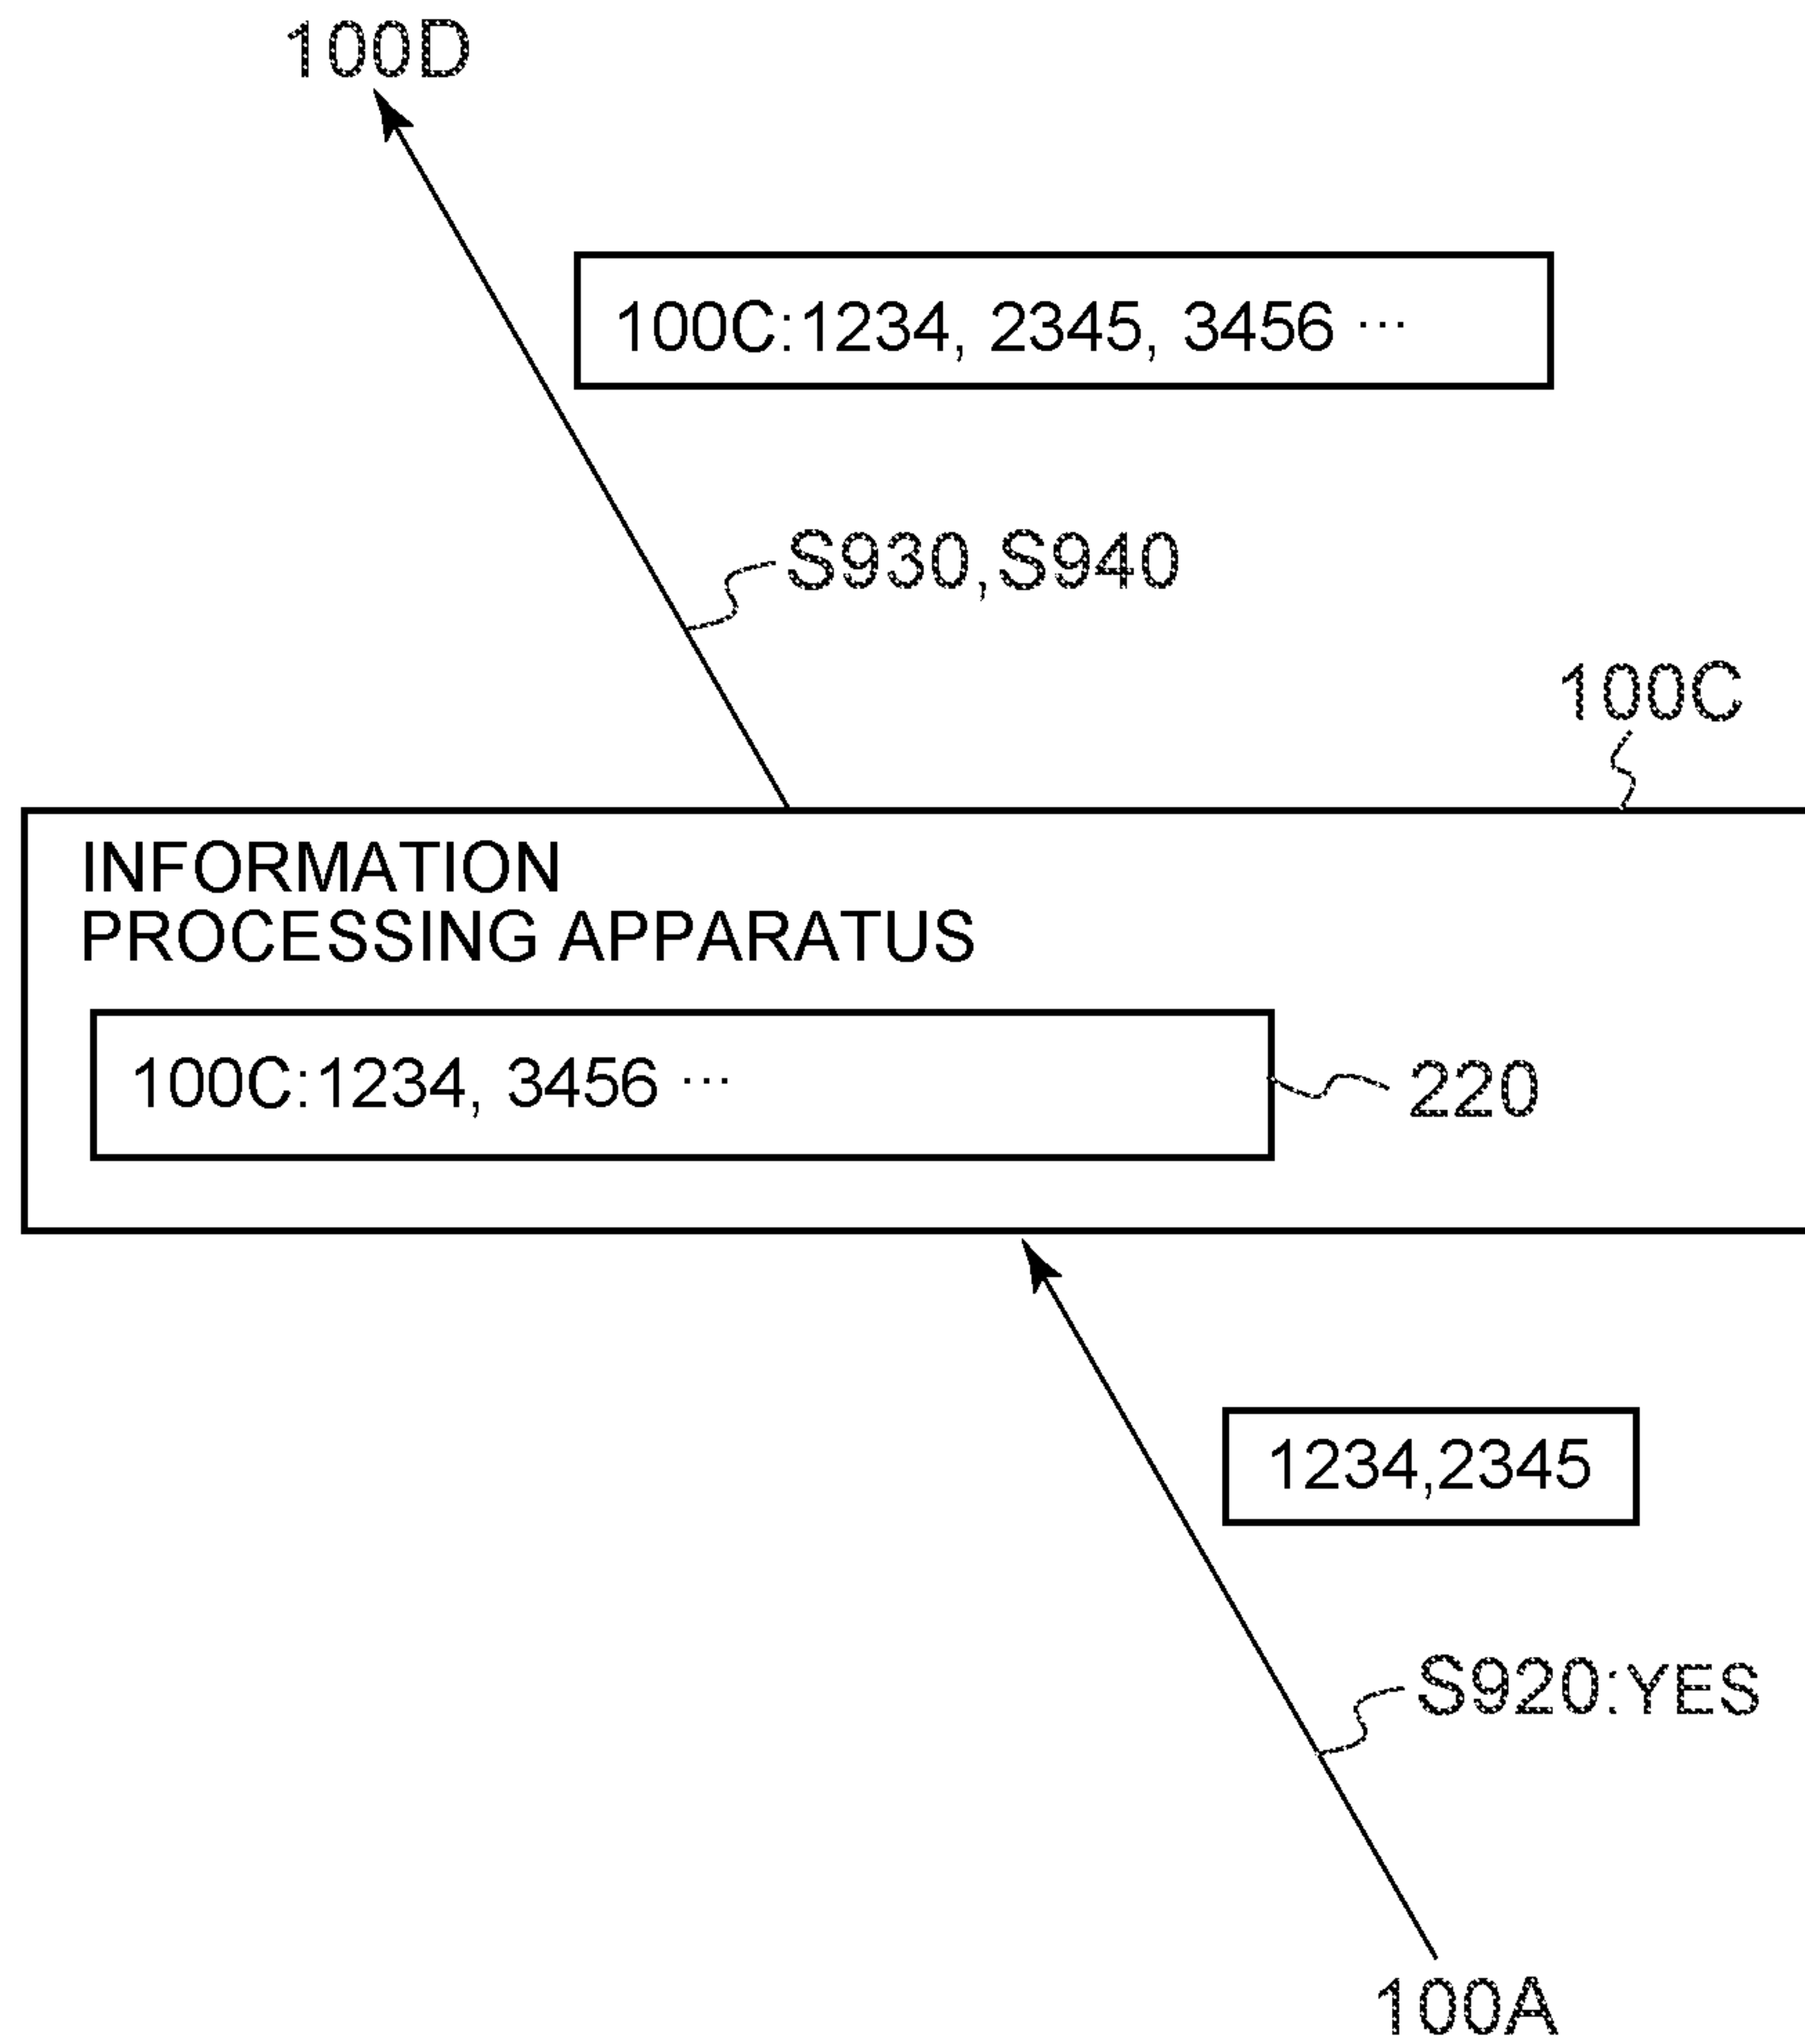 100D
100C:1234, 2345, 3456 ···
S930,S940
100C
INFORMATION
PROCESSING APPARATUS
100C:1234, 3456 ···
220
1234,2345
S920:YES
100A